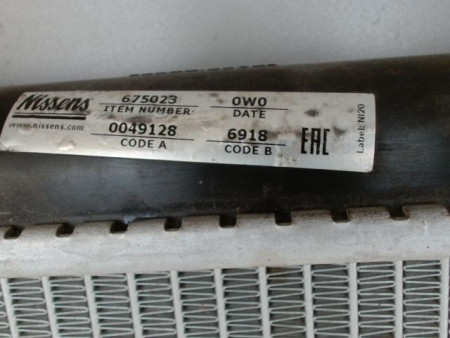 Nissens 675023 0W0
ITEM NUMBER DATE
www.nissens.com 0049128 6918 EAC
CODE A CODE B
Label: NI20